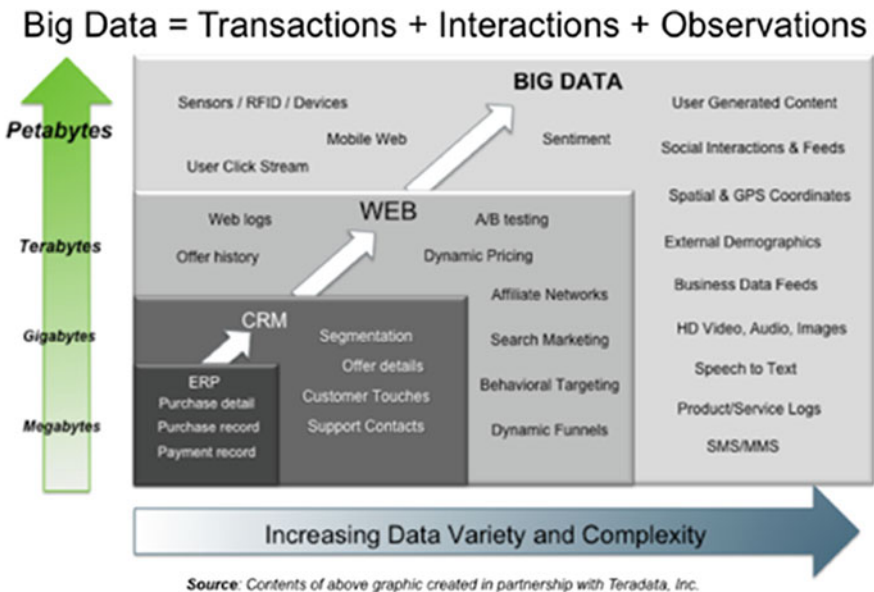 Big Data = Transactions + Interactions + Observations
Petabytes
Terabytes
Gigabytes
Megabytes
BIG DATA
Sensors / RFID / Devices
Mobile Web
User Click Stream
Sentiment
User Generated Content
Social Interactions & Feeds
Spatial & GPS Coordinates
External Demographics
Business Data Feeds
HD Video, Audio, Images
Speech to Text
Product/Service Logs
SMS/MMS
WEB
Web logs
Offer history
A/B testing
Dynamic Pricing
Affiliate Networks
Search Marketing
Behavioral Targeting
Dynamic Funnels
CRM
Segmentation
Offer details
Customer Touches
Support Contacts
ERP
Purchase detail
Purchase record
Payment record
Increasing Data Variety and Complexity
Source: Contents of above graphic created in partnership with Teradata, Inc.